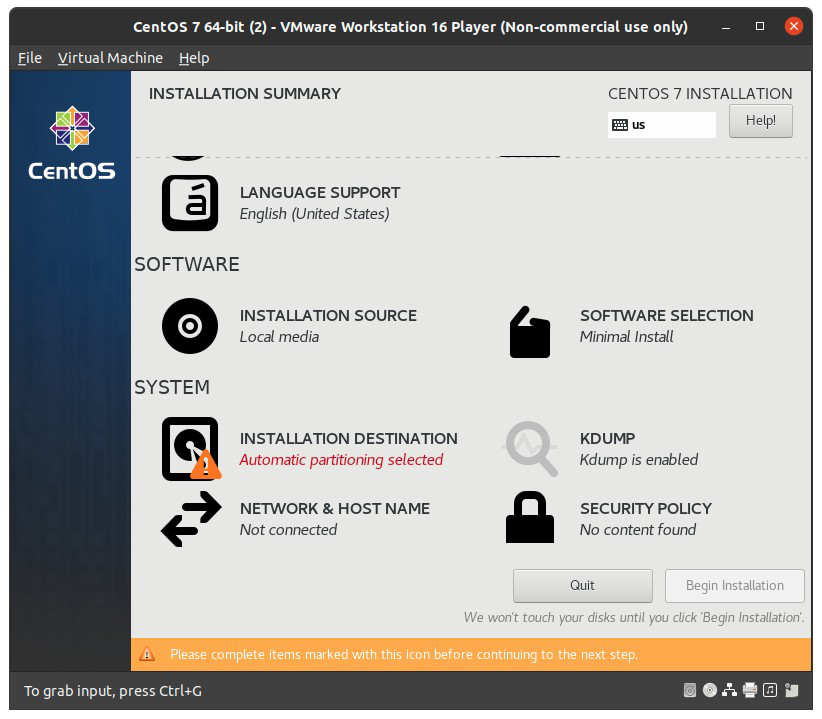 CentOS 7 64-bit (2) - VMware Workstation 16 Player (Non-commercial use only)
File Virtual Machine Help
INSTALLATION SUMMARY
CENTOS 7 INSTALLATION
us
Help!
CentOS
LANGUAGE SUPPORT
English (United States)
SOFTWARE
INSTALLATION SOURCE
Local media
SOFTWARE SELECTION
Minimal Install
SYSTEM
INSTALLATION DESTINATION
Automatic partitioning selected
KDUMP
Kdump is enabled
NETWORK & HOST NAME
Not connected
SECURITY POLICY
No content found
Quit
Begin Installation
We won't touch your disks until you click 'Begin Installation'.
Please complete items marked with this icon before continuing to the next step.
To grab input, press Ctrl+G